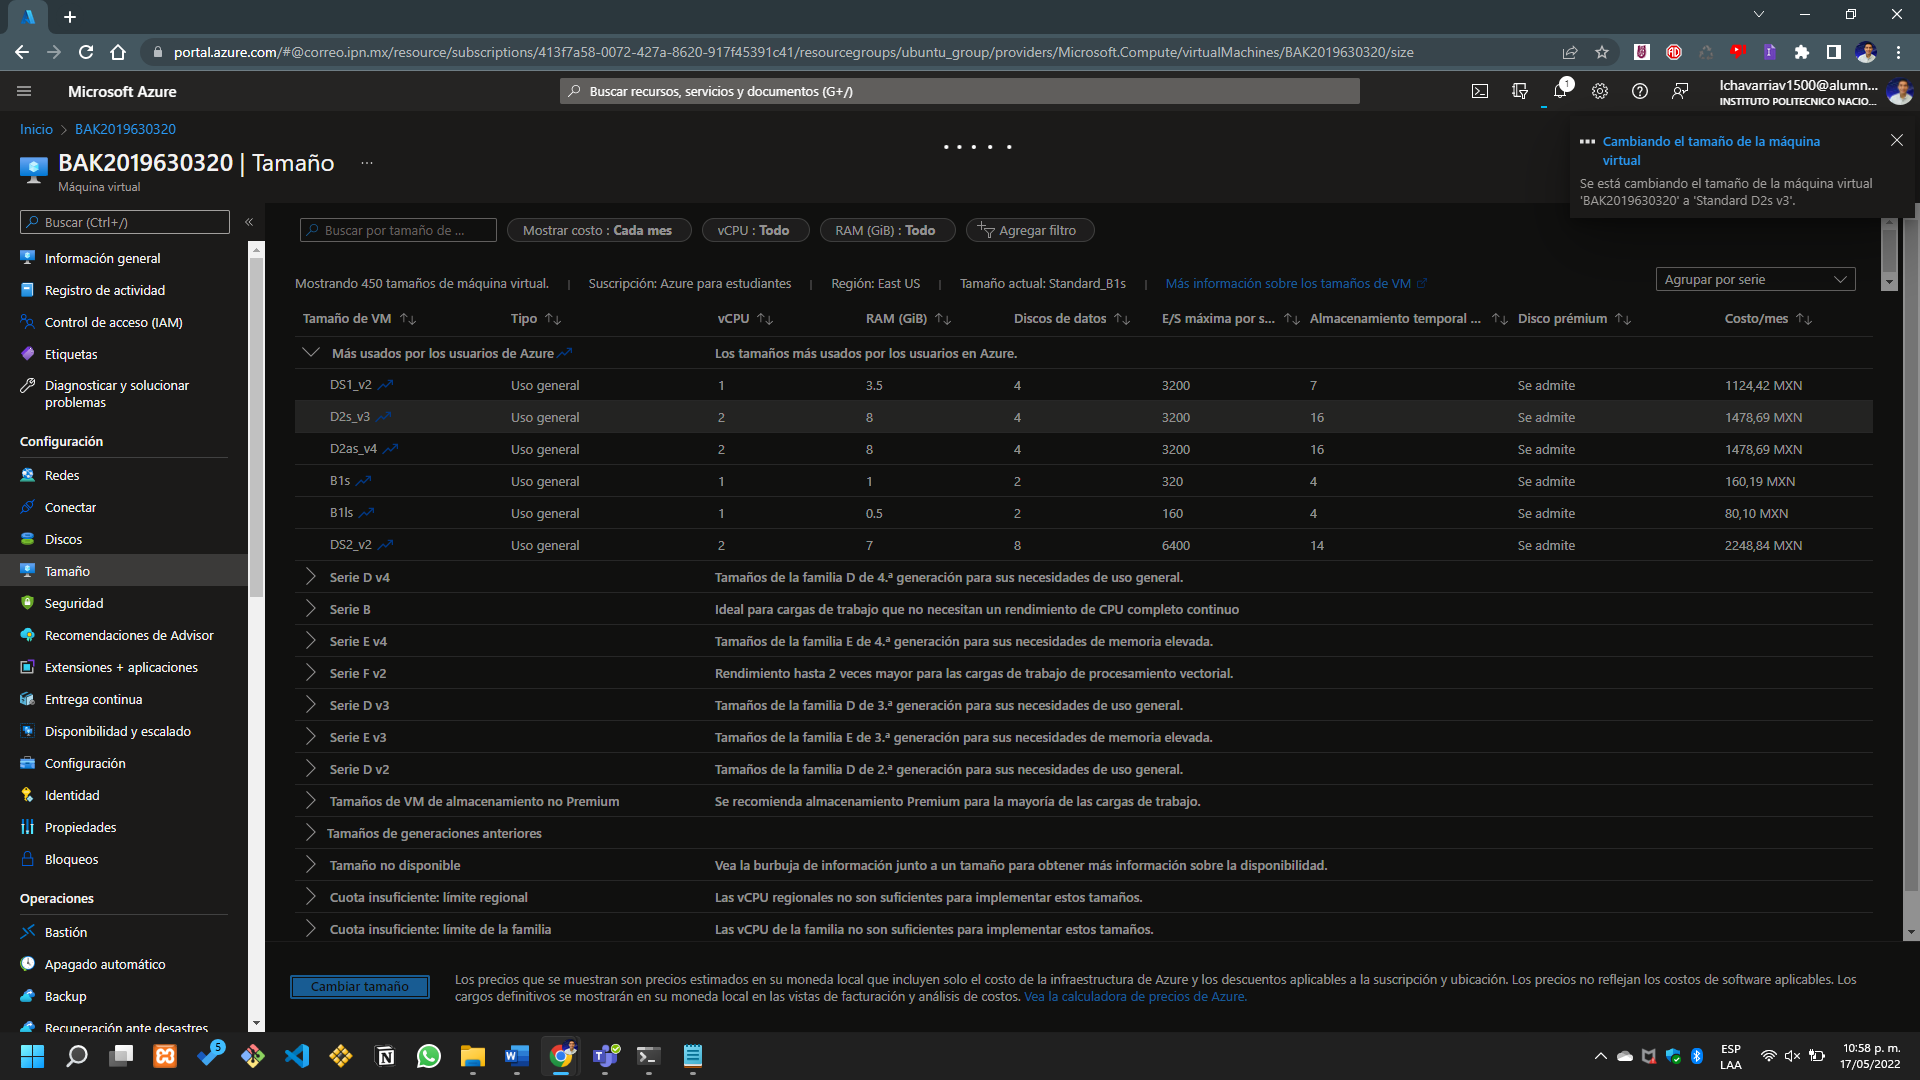 portal.azure.com/#@correo.ipn.mx/resource/subscriptions/413f7a58-0072-427a-8620-917f45391c41/resourcegroups/ubuntu_group/providers/Microsoft.Compute/virtualMachines/BAK2019630320/size
Microsoft Azure
Buscar recursos, servicios y documentos (G+/)
1
lchavarriav1500@alumn...
INSTITUTO POLITECNICO NACIO...
Inicio > BAK2019630320
BAK2019630320 | Tamaño ...
Máquina virtual
Cambiando el tamaño de la máquina
virtual
Se está cambiando el tamaño de la máquina virtual
'BAK2019630320' a 'Standard D2s v3'.
Buscar (Ctrl+/)
«
Información general
Registro de actividad
Control de acceso (IAM)
Etiquetas
Diagnosticar y solucionar
problemas
Configuración
Redes
Conectar
Discos
Tamaño
Seguridad
Recomendaciones de Advisor
Extensiones + aplicaciones
Entrega continua
Disponibilidad y escalado
Configuración
Identidad
Propiedades
Bloqueos
Operaciones
Bastión
Apagado automático
Backup
Recuperación ante desastres
Buscar por tamaño de ...
Mostrar costo : Cada mes
vCPU : Todo
RAM (GiB) : Todo
Agregar filtro
Mostrando 450 tamaños de máquina virtual. | Suscripción: Azure para estudiantes | Región: East US | Tamaño actual: Standard_B1s | Más información sobre los tamaños de VM
Agrupar por serie
Tamaño de VM Tipo vCPU RAM (GiB) Discos de datos E/S máxima por s... Almacenamiento temporal ... Disco prémium Costo/mes
Más usados por los usuarios de Azure Los tamaños más usados por los usuarios en Azure.
DS1_v2 Uso general 1 3.5 4 3200 7 Se admite 1124,42 MXN
D2s_v3 Uso general 2 8 4 3200 16 Se admite 1478,69 MXN
D2as_v4 Uso general 2 8 4 3200 16 Se admite 1478,69 MXN
B1s Uso general 1 1 2 320 4 Se admite 160,19 MXN
B1ls Uso general 1 0.5 2 160 4 Se admite 80,10 MXN
DS2_v2 Uso general 2 7 8 6400 14 Se admite 2248,84 MXN
Serie D v4 Tamaños de la familia D de 4.ª generación para sus necesidades de uso general.
Serie B Ideal para cargas de trabajo que no necesitan un rendimiento de CPU completo continuo
Serie E v4 Tamaños de la familia E de 4.ª generación para sus necesidades de memoria elevada.
Serie F v2 Rendimiento hasta 2 veces mayor para las cargas de trabajo de procesamiento vectorial.
Serie D v3 Tamaños de la familia D de 3.ª generación para sus necesidades de uso general.
Serie E v3 Tamaños de la familia E de 3.ª generación para sus necesidades de memoria elevada.
Serie D v2 Tamaños de la familia D de 2.ª generación para sus necesidades de uso general.
Tamaños de VM de almacenamiento no Premium Se recomienda almacenamiento Premium para la mayoría de las cargas de trabajo.
Tamaños de generaciones anteriores
Tamaño no disponible Vea la burbuja de información junto a un tamaño para obtener más información sobre la disponibilidad.
Cuota insuficiente: límite regional Las vCPU regionales no son suficientes para implementar estos tamaños.
Cuota insuficiente: límite de la familia Las vCPU de la familia no son suficientes para implementar estos tamaños.
Cambiar tamaño
Los precios que se muestran son precios estimados en su moneda local que incluyen solo el costo de la infraestructura de Azure y los descuentos aplicables a la suscripción y ubicación. Los precios no reflejan los costos de software aplicables. Los
cargos definitivos se mostrarán en su moneda local en las vistas de facturación y análisis de costos. Vea la calculadora de precios de Azure.
5
ESP
LAA
10:58 p. m.
17/05/2022